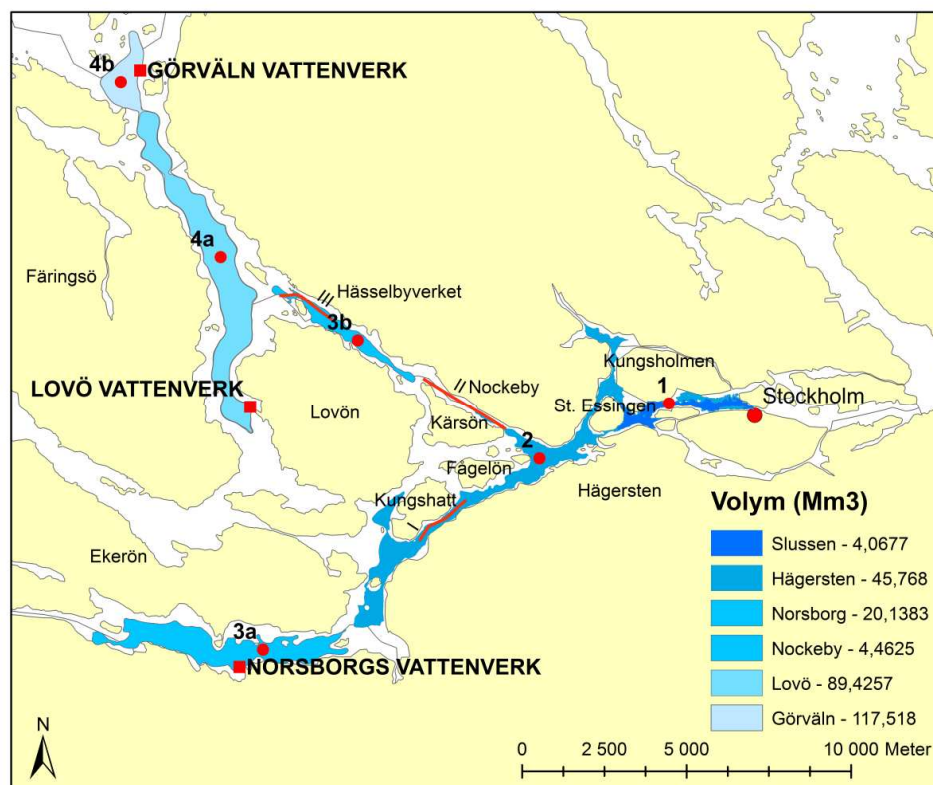 4b
GÖRVÄLN VATTENVERK
4a
Färingsö
III
Hässelbyverket
3b
Kungsholmen
II
Nockeby
1
LOVÖ VATTENVERK
Lovön
St. Essingen
Stockholm
Kärsön
2
Fågelön
Kungshatt
Hägersten
I
Ekerön
3a
NORSBORGS VATTENVERK
Volym (Mm3)
Slussen - 4,0677
Hägersten - 45,768
Norsborg - 20,1383
Nockeby - 4,4625
Lovö - 89,4257
Görväln - 117,518
N
0 2 500 5 000 10 000 Meter